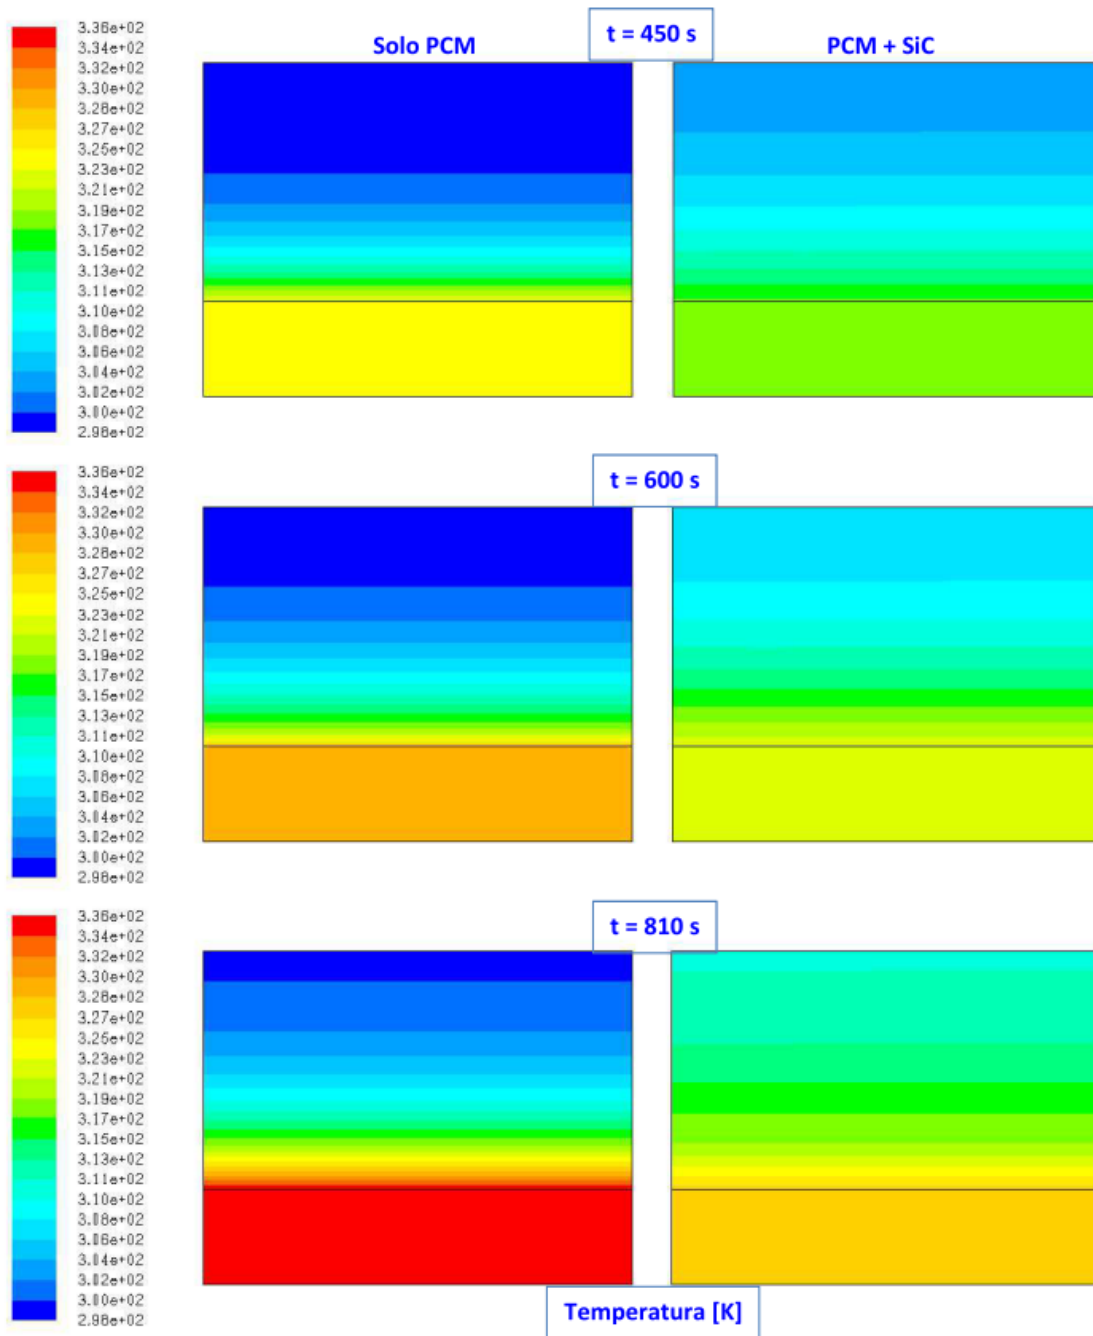 t = 450 s
Solo PCM
PCM + SiC
3.36e+02
3.34e+02
3.32e+02
3.30e+02
3.28e+02
3.27e+02
3.25e+02
3.23e+02
3.21e+02
3.19e+02
3.17e+02
3.15e+02
3.13e+02
3.11e+02
3.10e+02
3.08e+02
3.06e+02
3.04e+02
3.02e+02
3.00e+02
2.98e+02
t = 600 s
3.36e+02
3.34e+02
3.32e+02
3.30e+02
3.28e+02
3.27e+02
3.25e+02
3.23e+02
3.21e+02
3.19e+02
3.17e+02
3.15e+02
3.13e+02
3.11e+02
3.10e+02
3.08e+02
3.06e+02
3.04e+02
3.02e+02
3.00e+02
2.98e+02
t = 810 s
3.36e+02
3.34e+02
3.32e+02
3.30e+02
3.28e+02
3.27e+02
3.25e+02
3.23e+02
3.21e+02
3.19e+02
3.17e+02
3.15e+02
3.13e+02
3.11e+02
3.10e+02
3.08e+02
3.06e+02
3.04e+02
3.02e+02
3.00e+02
2.98e+02
Temperatura [K]